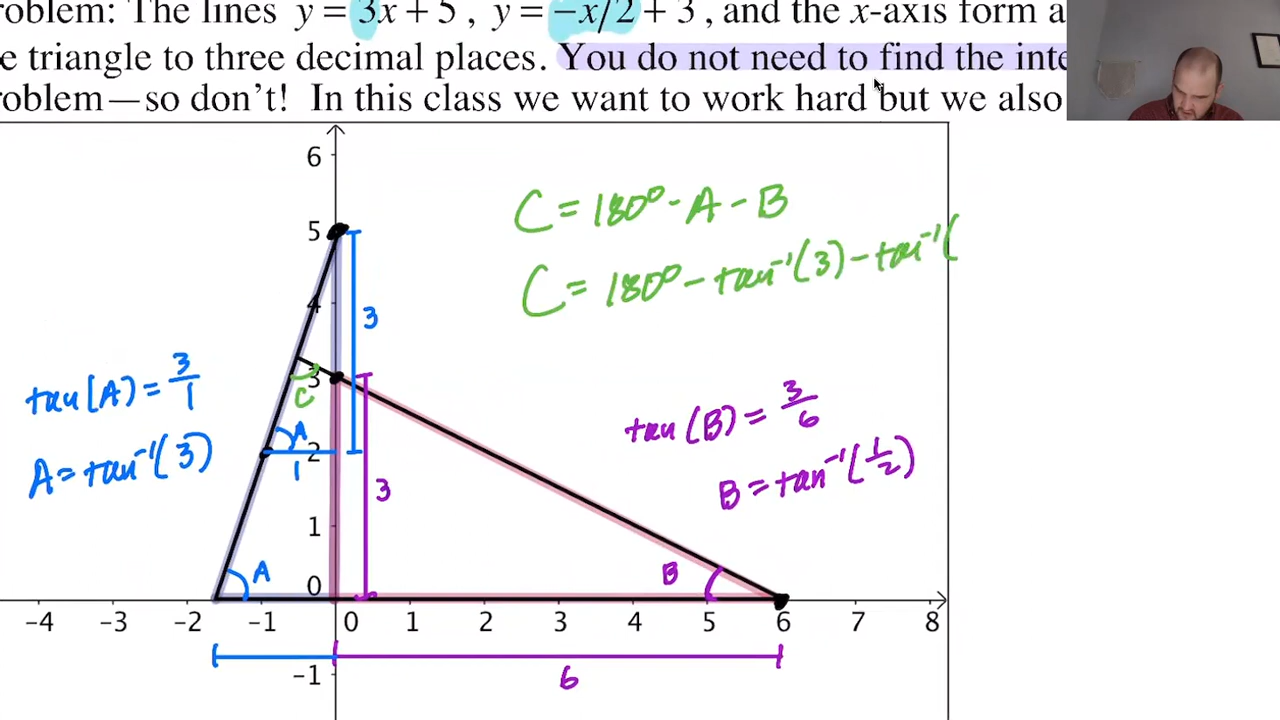 oblem: The lines y = 3x + 5 , y = −x/2 + 3 , and the x-axis form a
e triangle to three decimal places. You do not need to find the inte
roblem—so don't! In this class we want to work hard but we also
6
5
4
3
2
1
0
-1
-4 -3 -2 -1 0 1 2 3 4 5 6 7 8
C = 180° - A - B
C = 180° - tan⁻¹(3) - tan⁻¹(
tan(A) = 3/1
A = tan⁻¹(3)
tan(B) = 3/6
B = tan⁻¹(1/2)
3
C
A
1
3
A
B
6